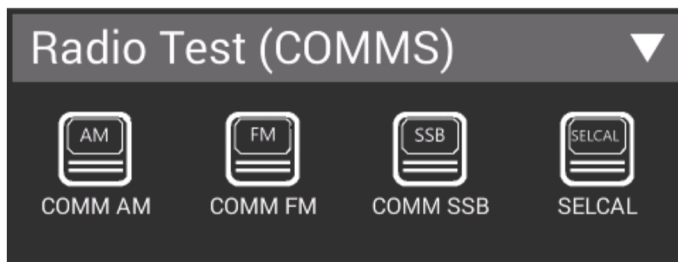 Radio Test (COMMS)
AM FM SSB SELCAL
COMM AM COMM FM COMM SSB SELCAL